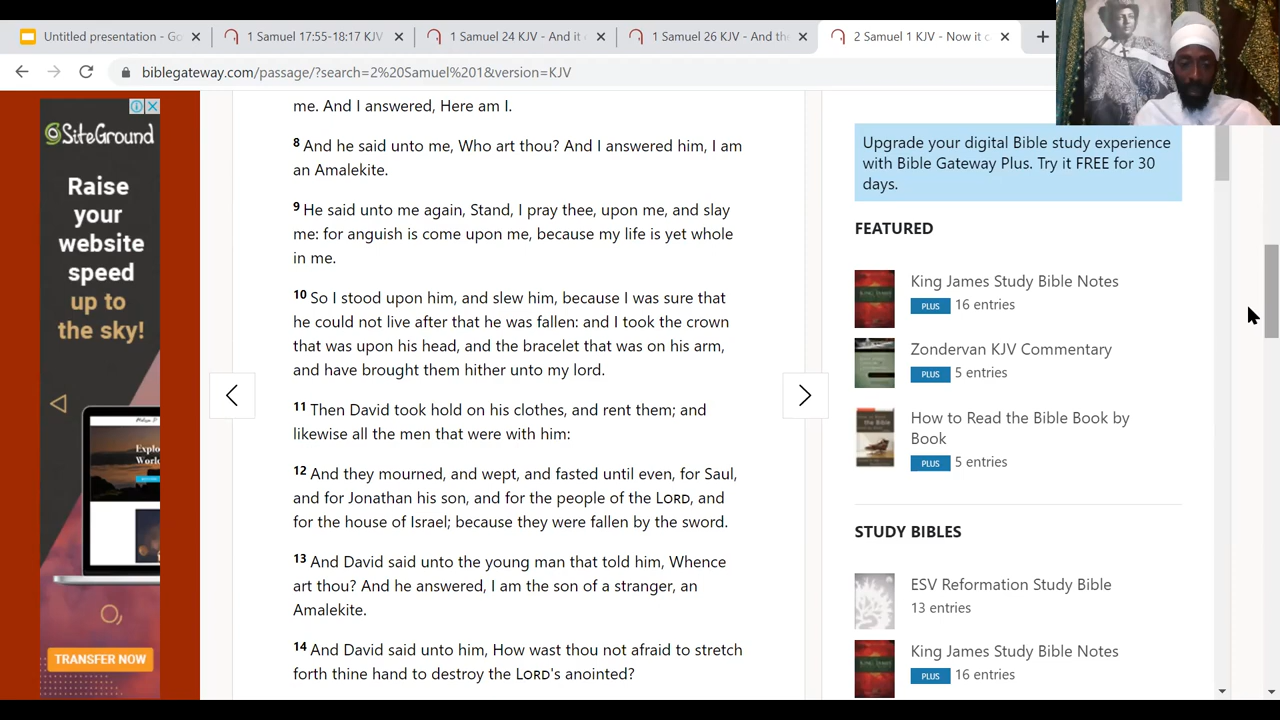 Untitled presentation - Go
1 Samuel 17:55-18:17 KJV
1 Samuel 24 KJV - And it c
1 Samuel 26 KJV - And the
2 Samuel 1 KJV - Now it c
biblegateway.com/passage/?search=2%20Samuel%201&version=KJV
SiteGround
Raise
your
website
speed
up to
the sky!
Explo
Worl
TRANSFER NOW
me. And I answered, Here am I.
8 And he said unto me, Who art thou? And I answered him, I am
an Amalekite.
9 He said unto me again, Stand, I pray thee, upon me, and slay
me: for anguish is come upon me, because my life is yet whole
in me.
10 So I stood upon him, and slew him, because I was sure that
he could not live after that he was fallen: and I took the crown
that was upon his head, and the bracelet that was on his arm,
and have brought them hither unto my lord.
11 Then David took hold on his clothes, and rent them; and
likewise all the men that were with him:
12 And they mourned, and wept, and fasted until even, for Saul,
and for Jonathan his son, and for the people of the LORD, and
for the house of Israel; because they were fallen by the sword.
13 And David said unto the young man that told him, Whence
art thou? And he answered, I am the son of a stranger, an
Amalekite.
14 And David said unto him, How wast thou not afraid to stretch
forth thine hand to destroy the LORD's anointed?
Upgrade your digital Bible study experience
with Bible Gateway Plus. Try it FREE for 30
days.
FEATURED
King James Study Bible Notes
PLUS 16 entries
Zondervan KJV Commentary
PLUS 5 entries
How to Read the Bible Book by
Book
PLUS 5 entries
STUDY BIBLES
ESV Reformation Study Bible
13 entries
King James Study Bible Notes
PLUS 16 entries